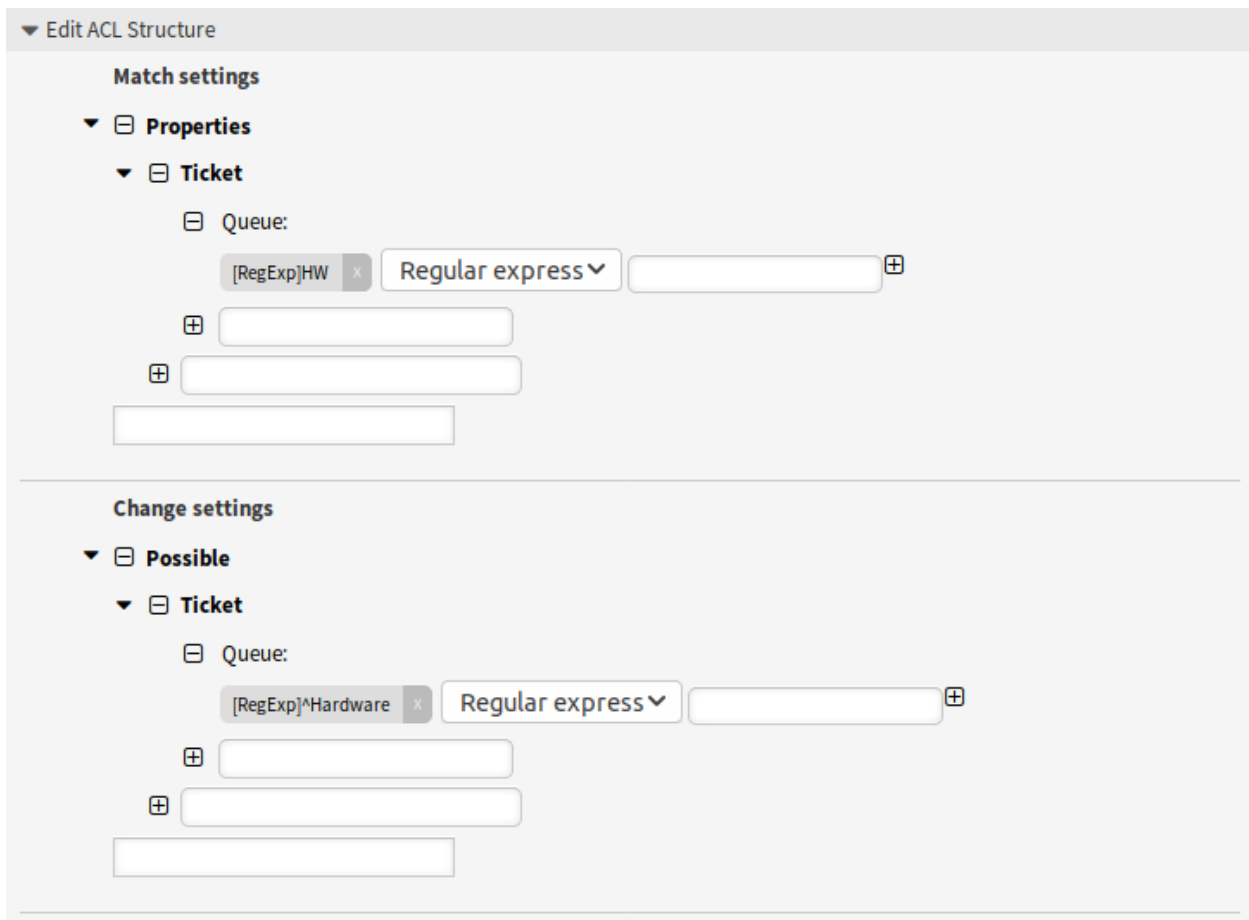 Edit ACL Structure
Match settings
Properties
Ticket
Queue:
[RegExp]HW x Regular express
Change settings
Possible
Ticket
Queue:
[RegExp]^Hardware x Regular express